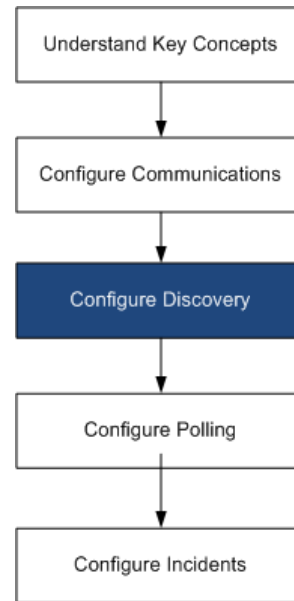 Understand Key Concepts
Configure Communications
Configure Discovery
Configure Polling
Configure Incidents